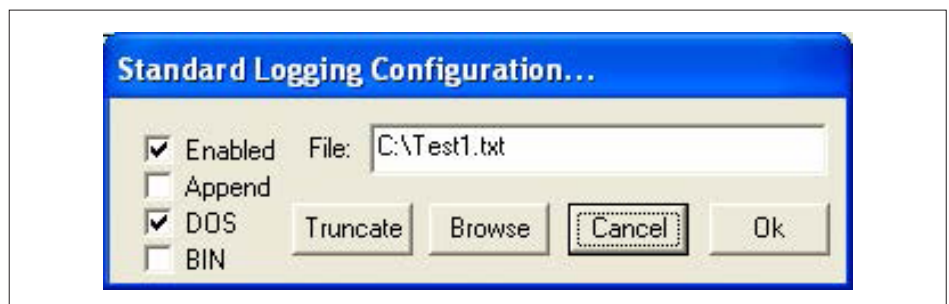 Standard Logging Configuration...
Enabled
File: C:\Test1.txt
Append
DOS
Truncate Browse Cancel Ok
BIN